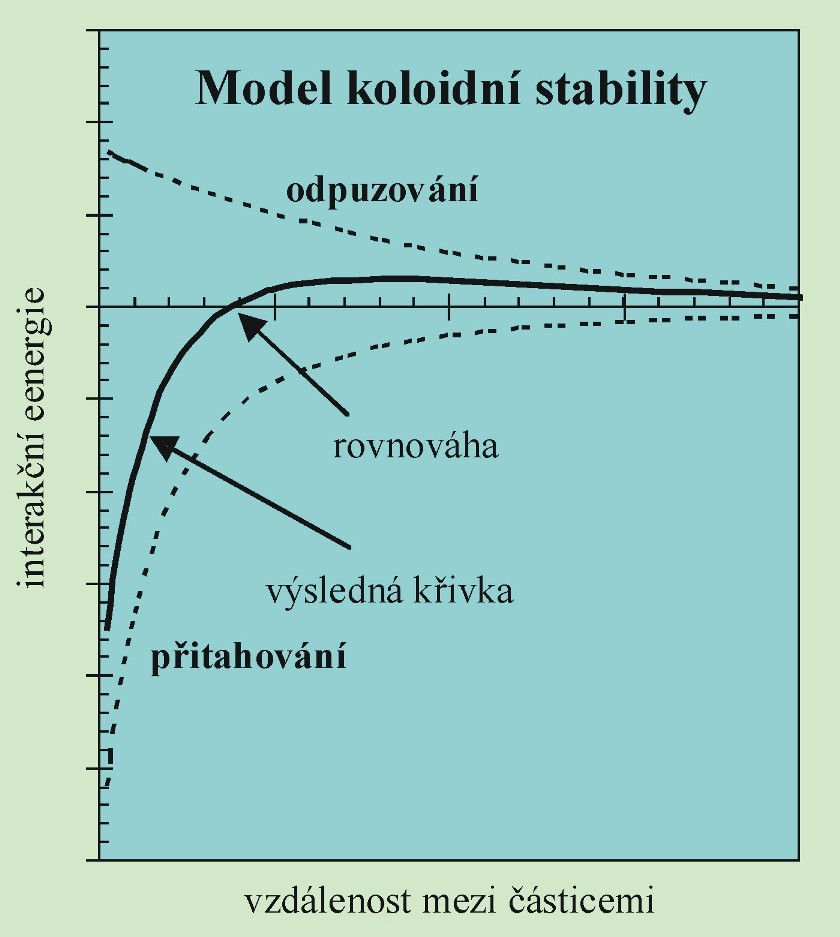 Model koloidní stability
odpuzování
interakční eenergie
rovnováha
výsledná křivka
přitahování
vzdálenost mezi částicemi